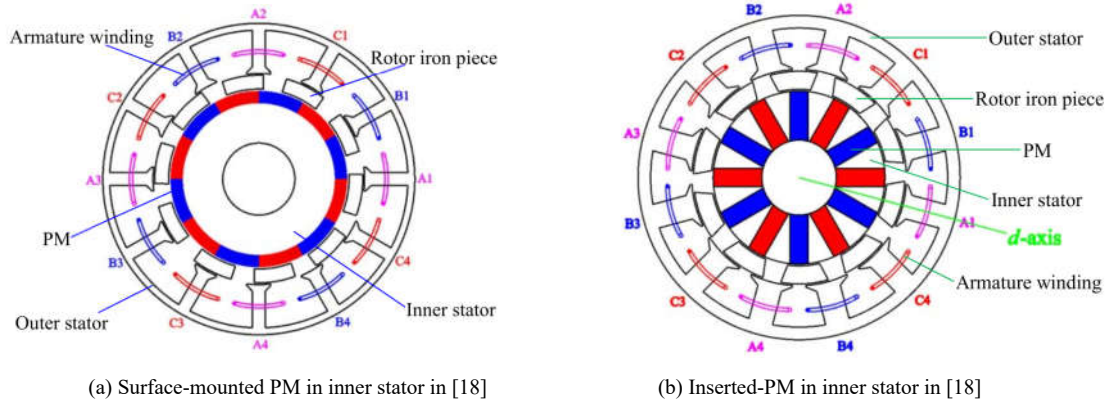 A2
B2
C1
Armature winding
Rotor iron piece
C2
B1
A3
A1
PM
B3
C4
Outer stator
C3
B4
Inner stator
A4
(a) Surface-mounted PM in inner stator in [18]
B2
A2
Outer stator
C2
C1
Rotor iron piece
A3
B1
PM
Inner stator
B3
A1
d-axis
C3
C4
Armature winding
A4
B4
(b) Inserted-PM in inner stator in [18]